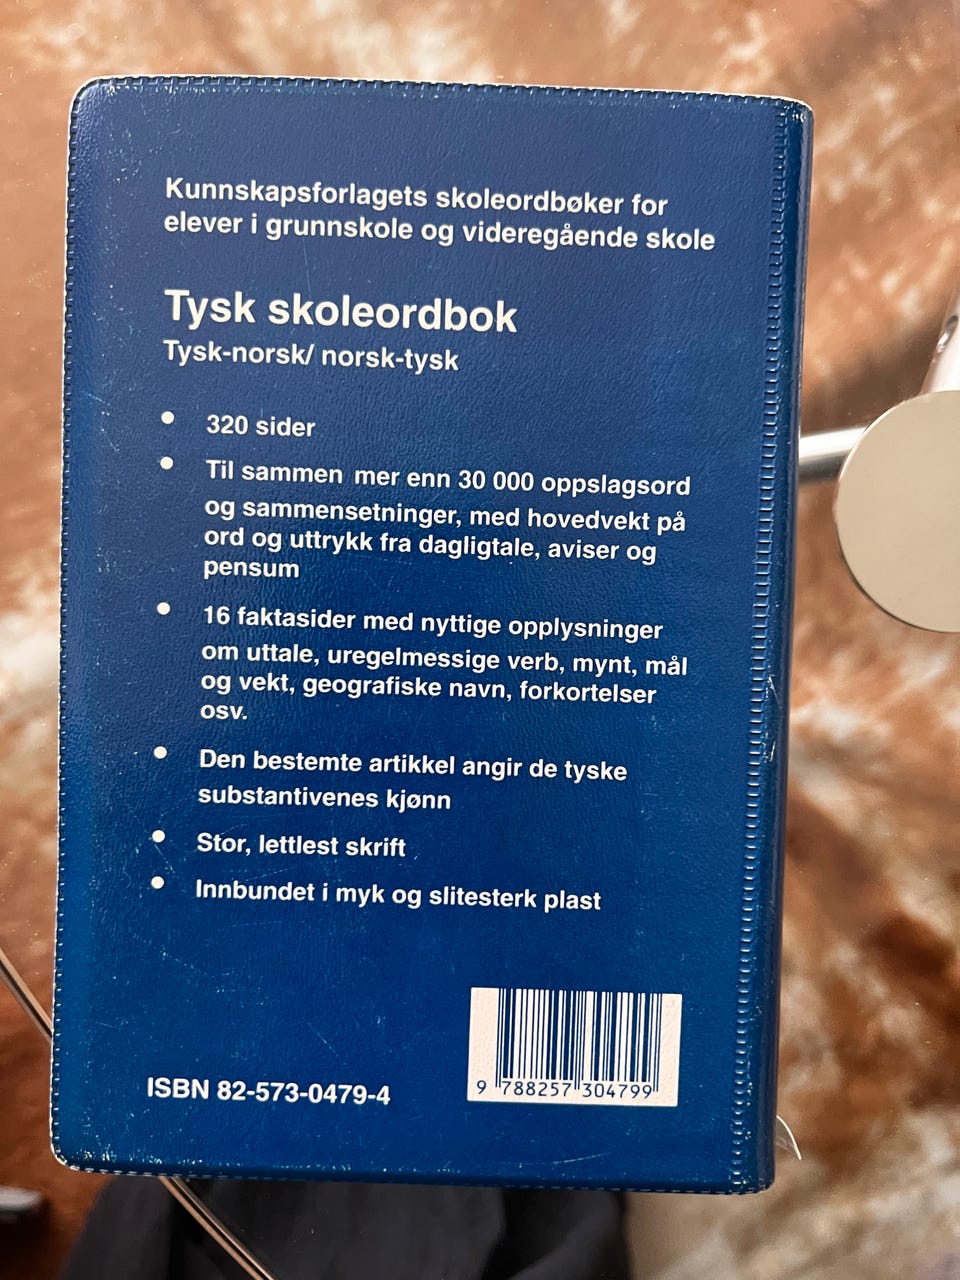 Kunnskapsforlagets skoleordbøker for
elever i grunnskole og videregående skole
Tysk skoleordbok
Tysk-norsk/ norsk-tysk
• 320 sider
• Til sammen mer enn 30 000 oppslagsord
og sammensetninger, med hovedvekt på
ord og uttrykk fra dagligtale, aviser og
pensum
• 16 faktasider med nyttige opplysninger
om uttale, uregelmessige verb, mynt, mål
og vekt, geografiske navn, forkortelser
osv.
• Den bestemte artikkel angir de tyske
substantivenes kjønn
• Stor, lettlest skrift
• Innbundet i myk og slitesterk plast
ISBN 82-573-0479-4
9 788257 304799